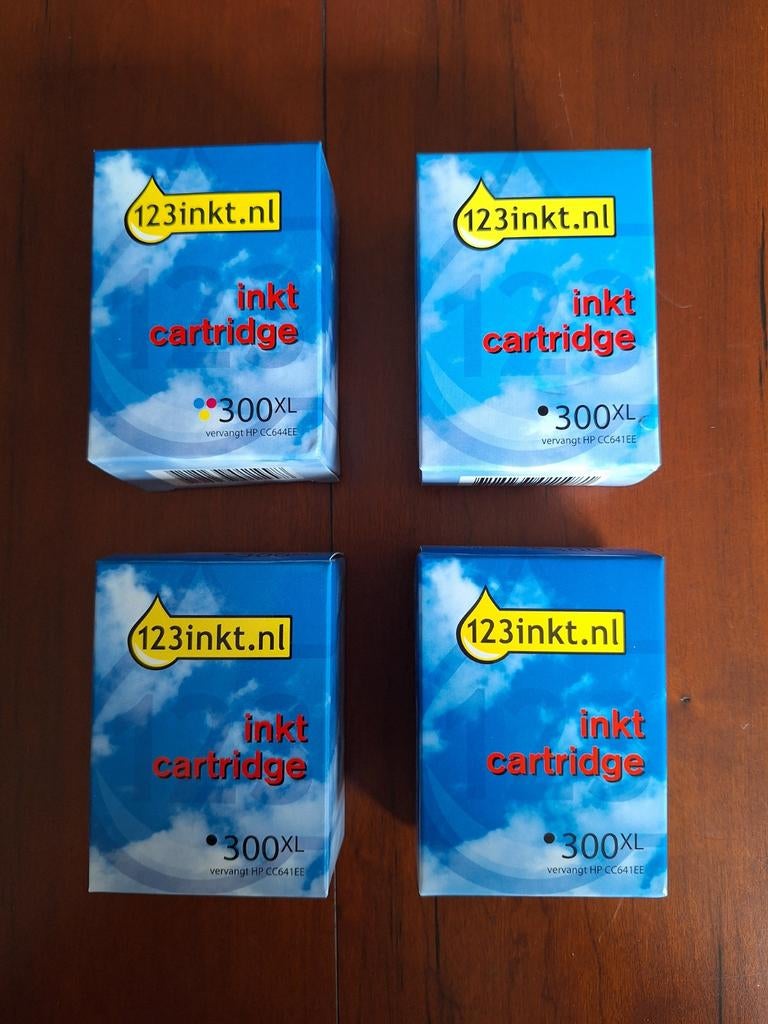 123inkt.nl
inkt
cartridge
300XL
vervangt HP CC644EE
123inkt.nl
inkt
cartridge
300XL
vervangt HP CC641EE
123inkt.nl
inkt
cartridge
300XL
vervangt HP CC641EE
123inkt.nl
inkt
cartridge
300XL
vervangt HP CC641EE